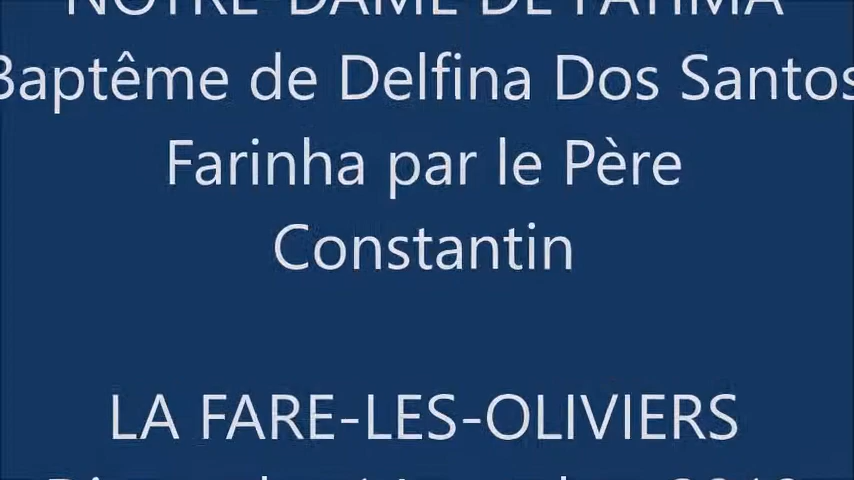 NOTRE-DAME DE FATIMA
Baptême de Delfina Dos Santos
Farinha par le Père
Constantin
LA FARE-LES-OLIVIERS